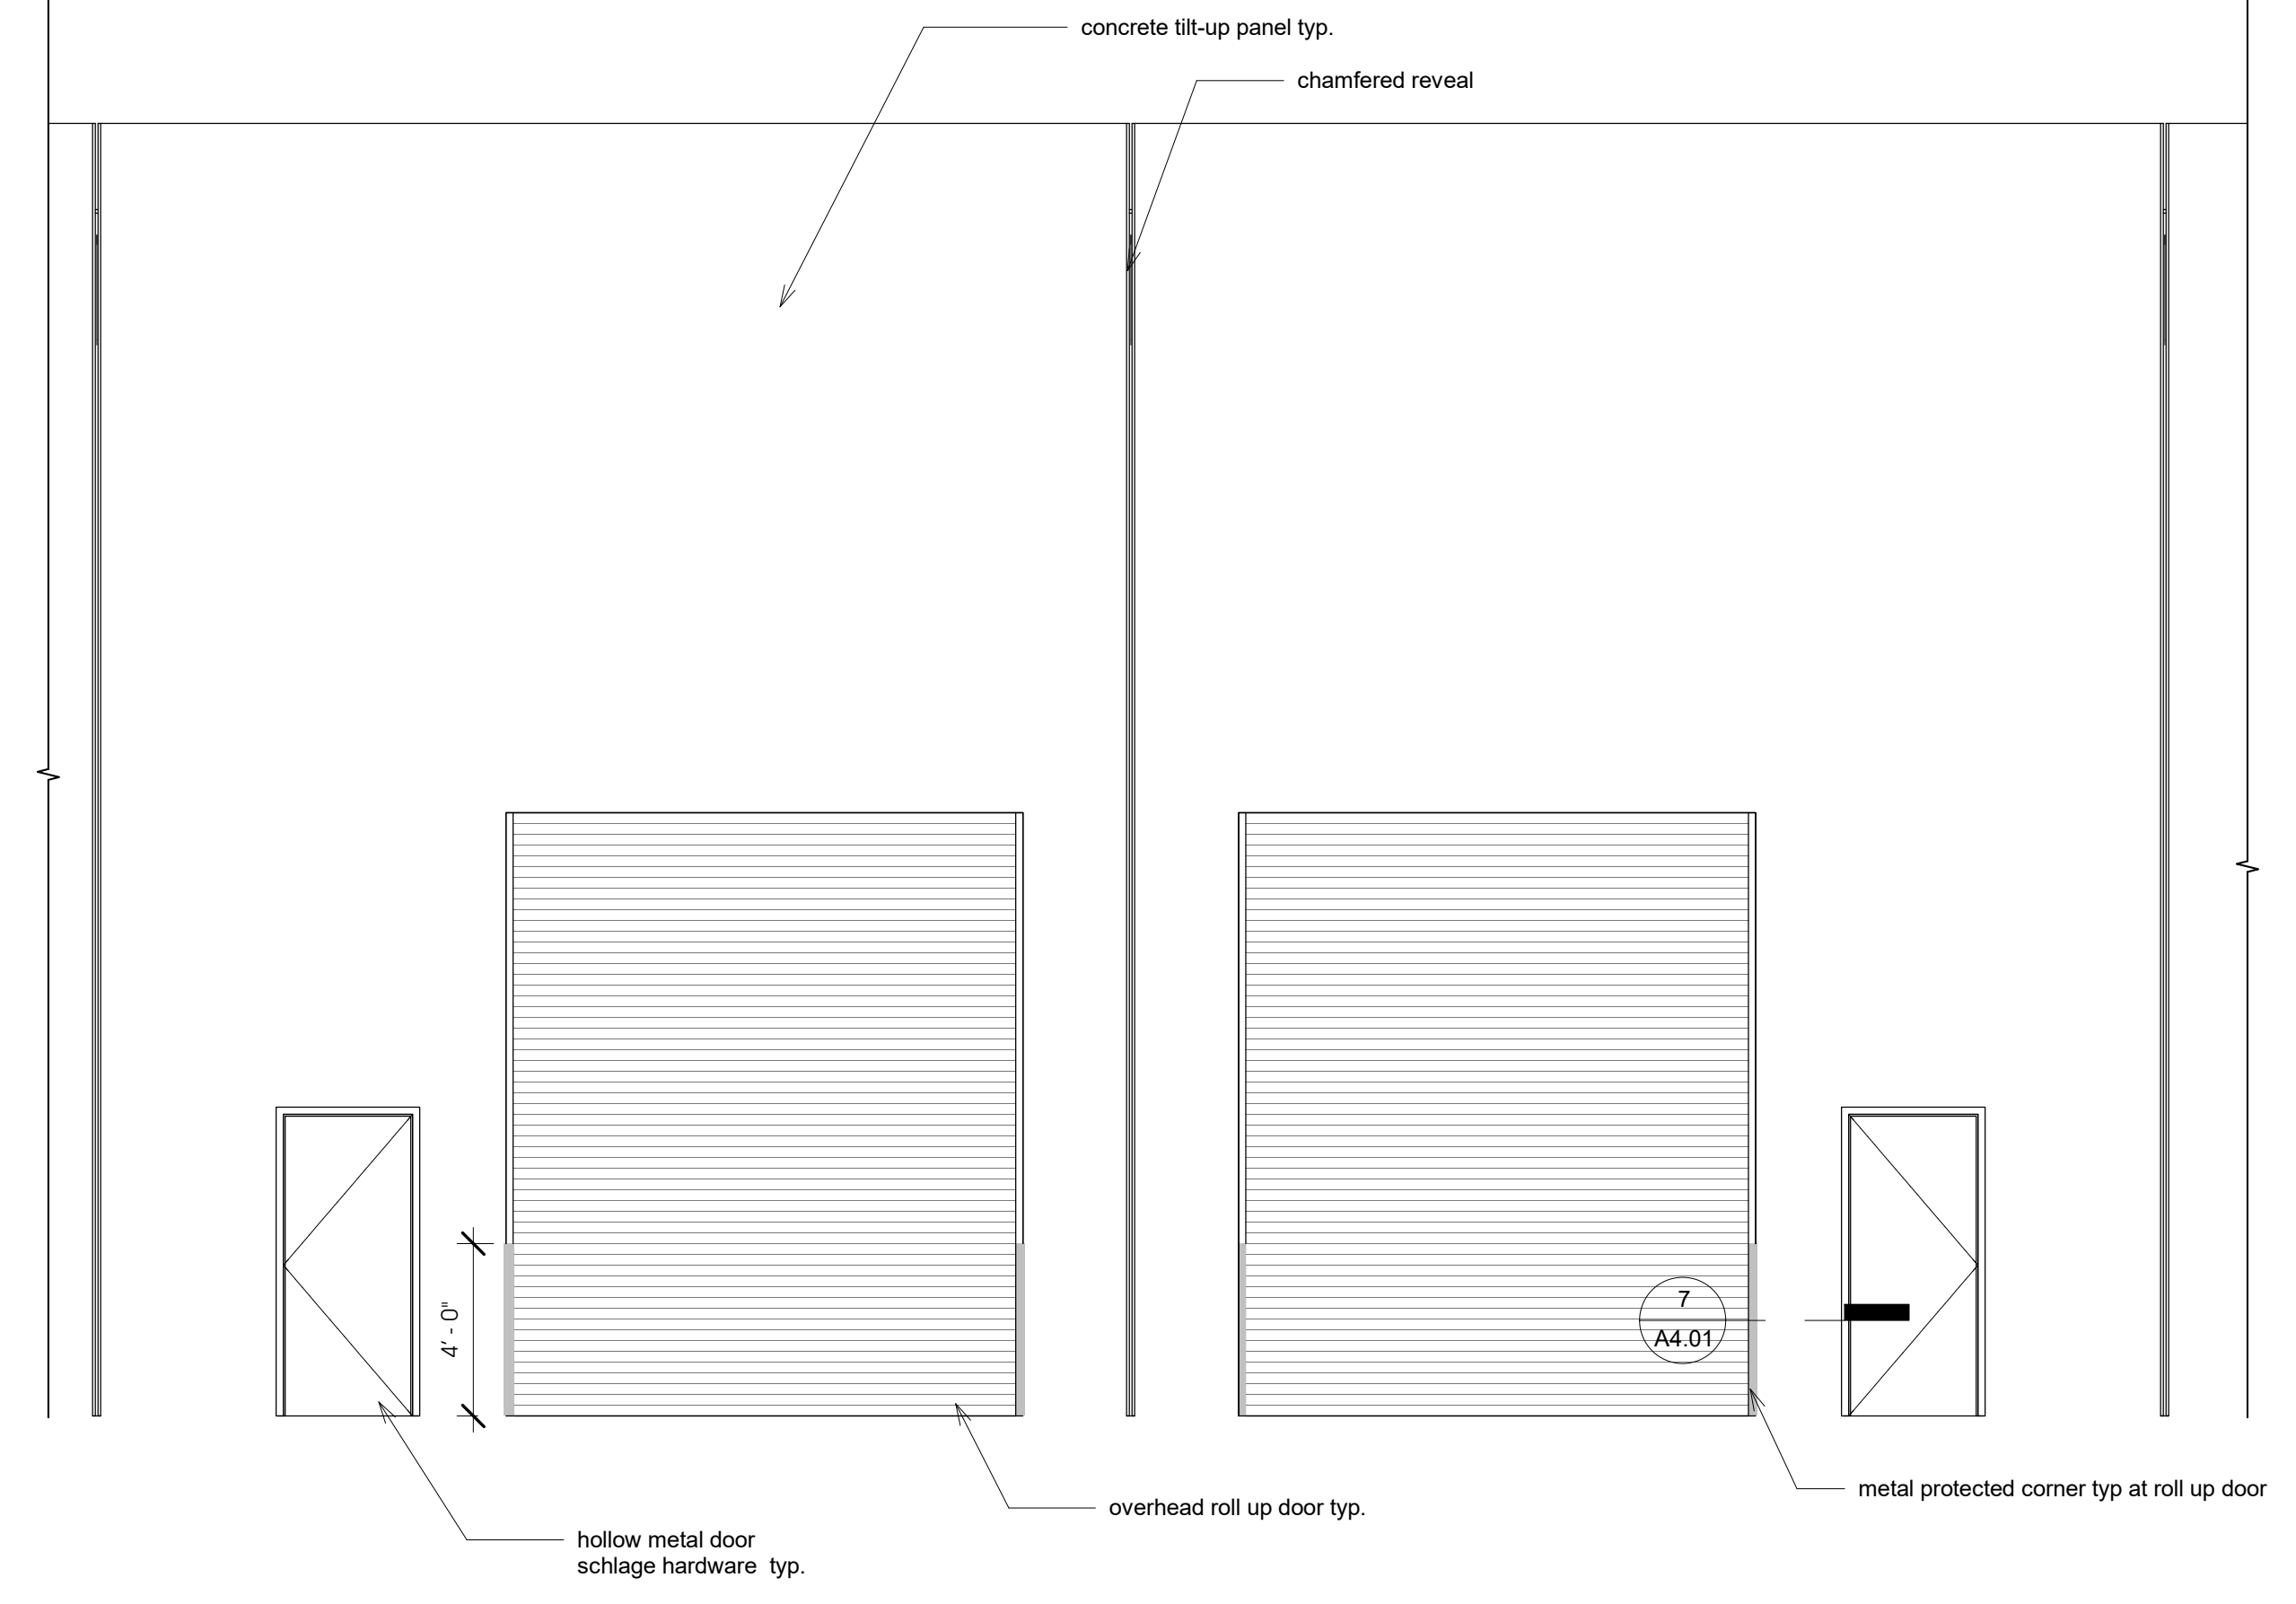 concrete tilt-up panel typ.
chamfered reveal
4' - 0"
7
A4.01
metal protected corner typ at roll up door
overhead roll up door typ.
hollow metal door
schlage hardware  typ.